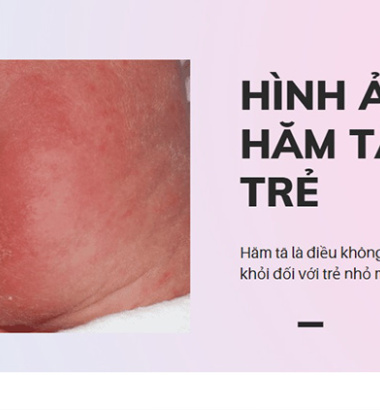 HÌNH Ả
HĂM TÃ
TRẺ
Hăm tã là điều không
khỏi đối với trẻ nhỏ